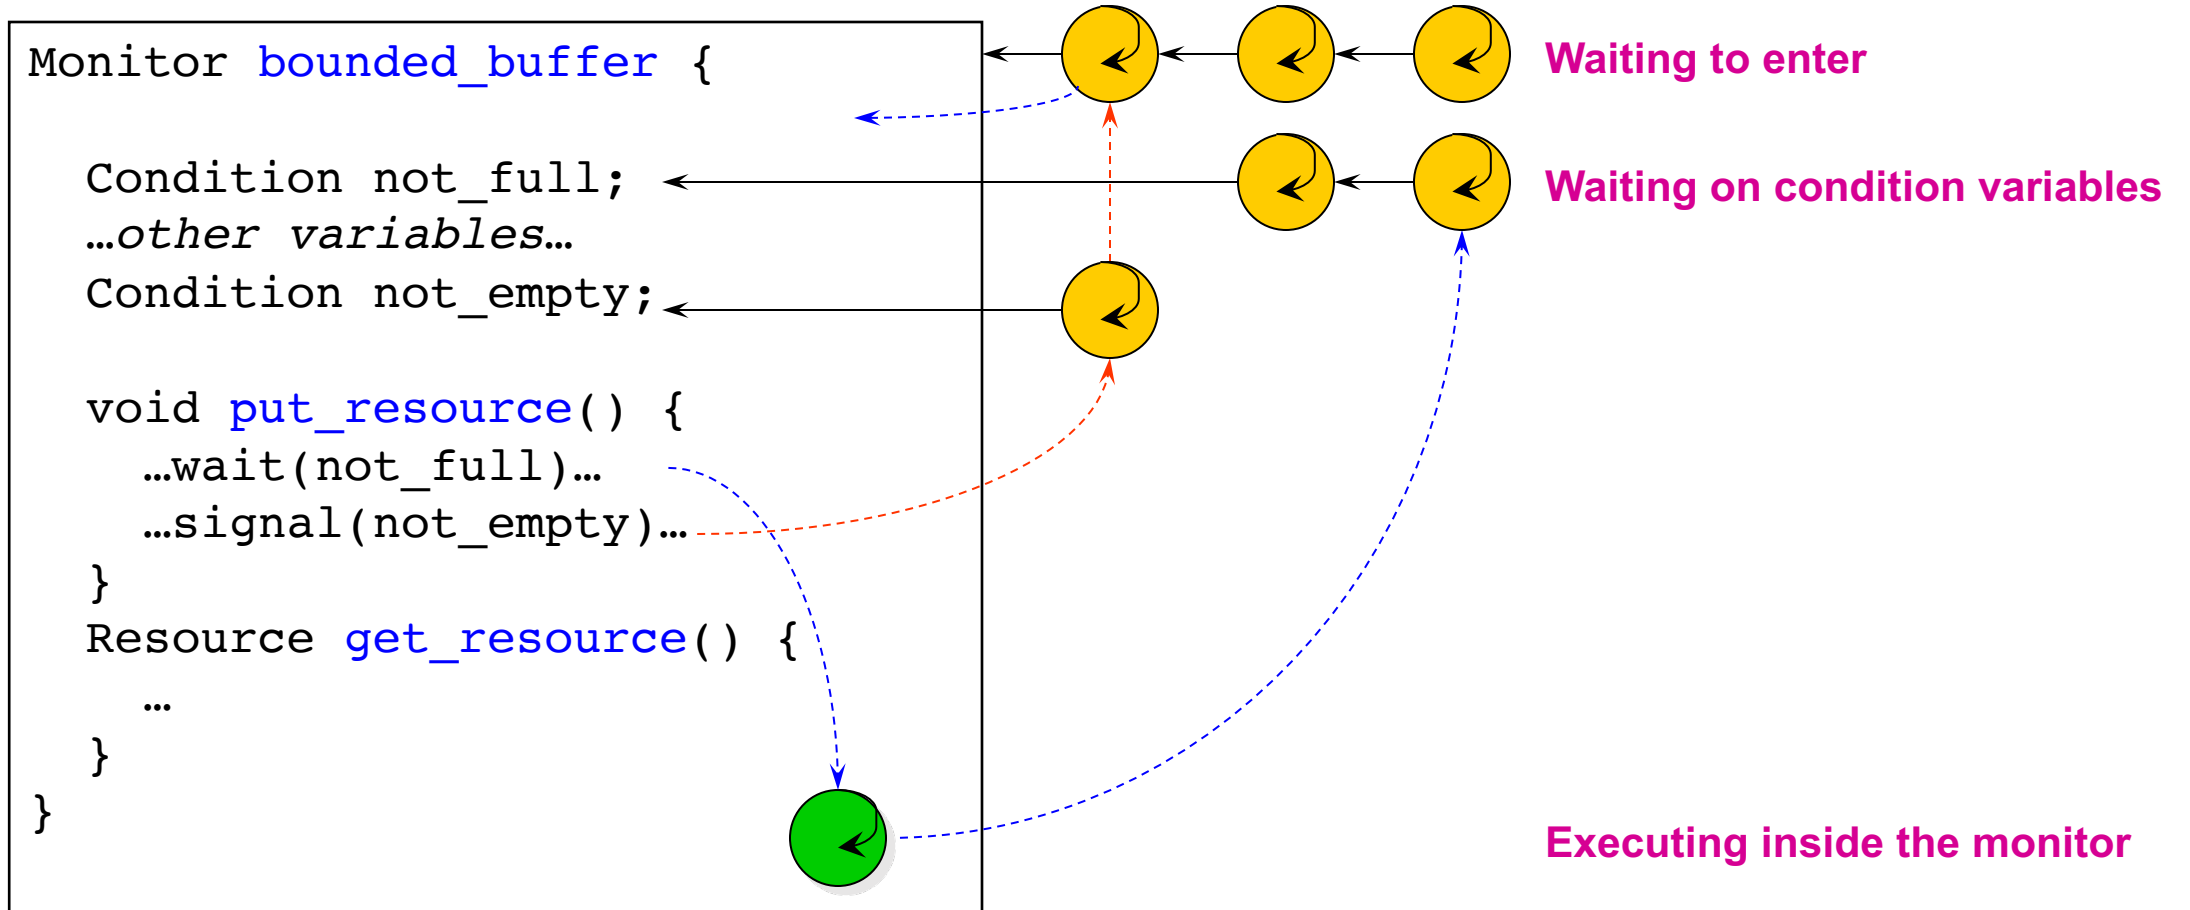 Monitor bounded_buffer {
Waiting to enter
Condition not_full;
Waiting on condition variables
…other variables…
Condition not_empty;
void put_resource() {
…wait(not_full)…
…signal(not_empty)…
}
Resource get_resource() {
…
}
}
Executing inside the monitor